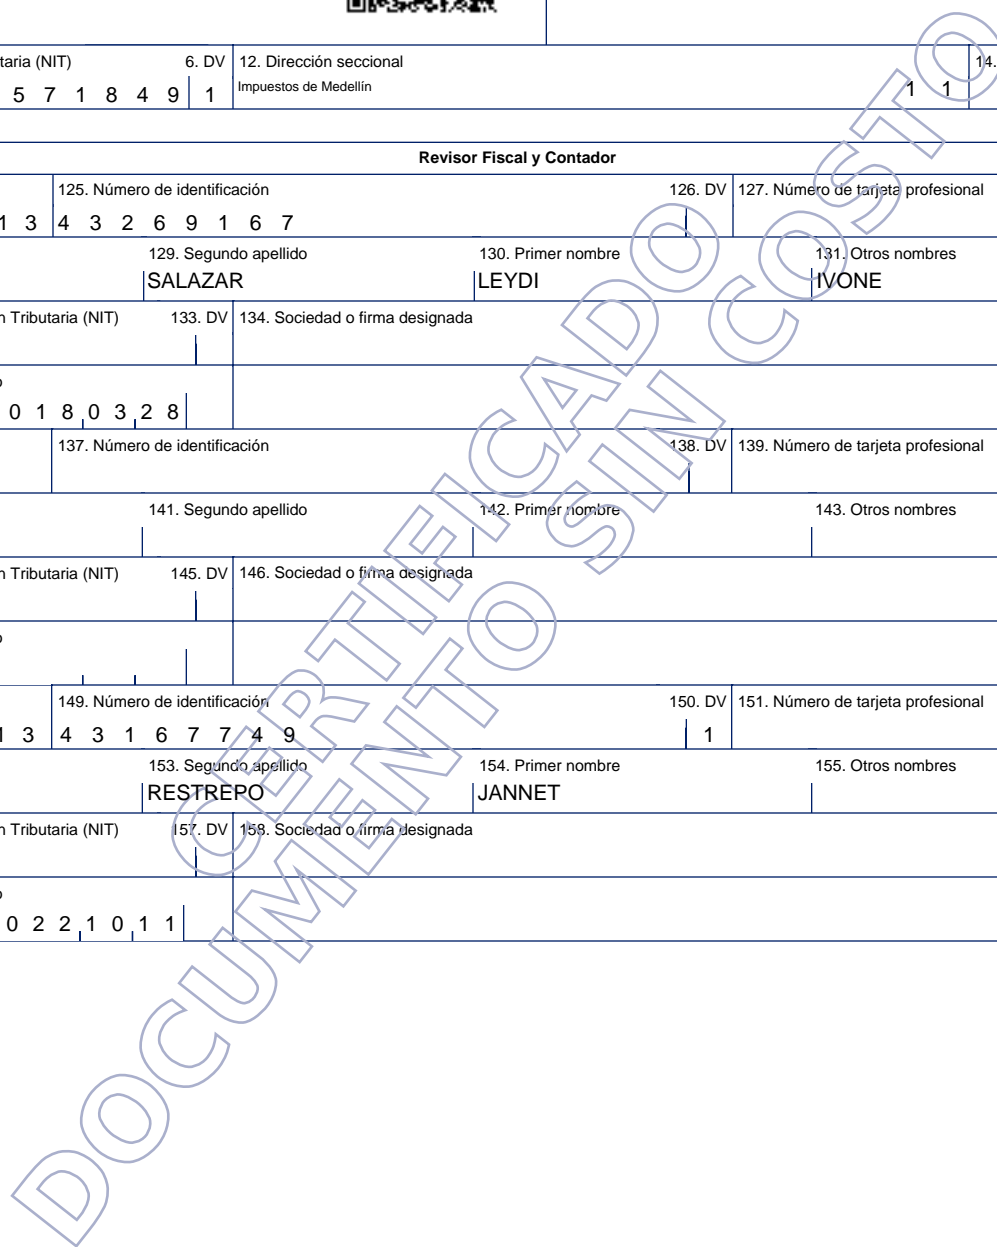 taria (NIT) 6. DV 12. Dirección seccional 14.
5 7 1 8 4 9 1 Impuestos de Medellín 1 1
Revisor Fiscal y Contador
125. Número de identificación 126. DV 127. Número de tarjeta profesional
1 3 4 3 2 6 9 1 6 7
129. Segundo apellido 130. Primer nombre 131. Otros nombres
SALAZAR LEYDI IVONE
n Tributaria (NIT) 133. DV 134. Sociedad o firma designada
o
0 1 8 0 3 2 8
137. Número de identificación 138. DV 139. Número de tarjeta profesional
141. Segundo apellido 142. Primer nombre 143. Otros nombres
n Tributaria (NIT) 145. DV 146. Sociedad o firma designada
o
149. Número de identificación 150. DV 151. Número de tarjeta profesional
1 3 4 3 1 6 7 7 4 9 1
153. Segundo apellido 154. Primer nombre 155. Otros nombres
RESTREPO JANNET
n Tributaria (NIT) 157. DV 158. Sociedad o firma designada
o
0 2 2 1 0 1 1
CERTIFICADO
DOCUMENTO SIN COSTO